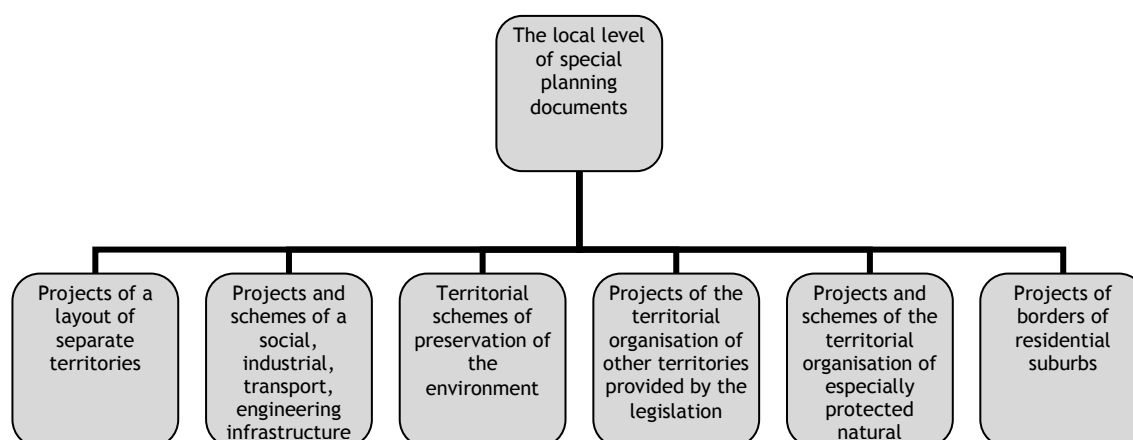 The local level
of special
planning
documents
Projects of a
layout of
separate
territories
Projects and
schemes of a
social,
industrial,
transport,
engineering
infrastructure
Territorial
schemes of
preservation of
the
environment
Projects of the
territorial
organisation of
other territories
provided by the
legislation
Projects and
schemes of the
territorial
organisation of
especially
protected
natural
Projects of
borders of
residential
suburbs